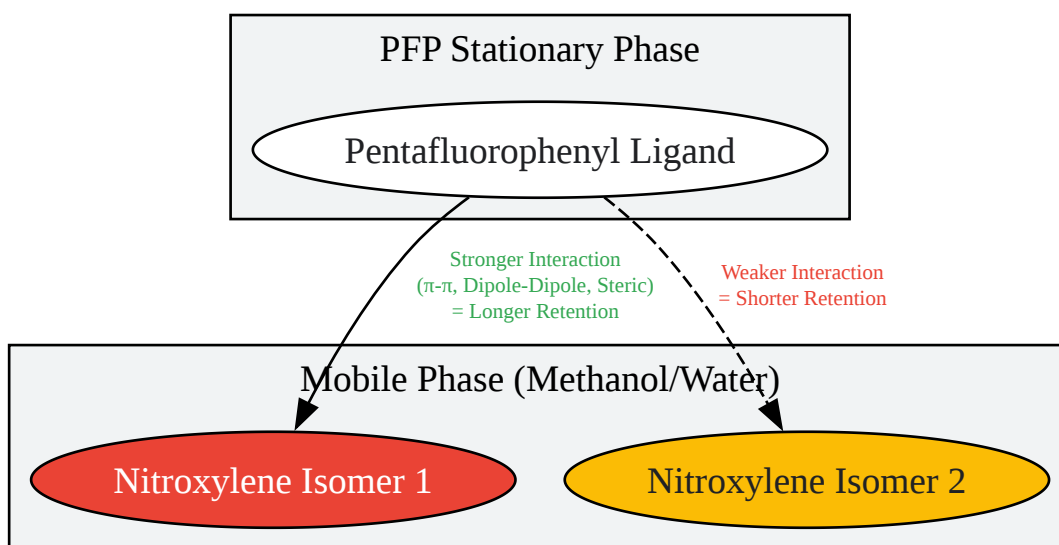 PFP Stationary Phase
Pentafluorophenyl Ligand
Stronger Interaction
(π-π, Dipole-Dipole, Steric)
= Longer Retention
Weaker Interaction
= Shorter Retention
Mobile Phase (Methanol/Water)
Nitroxylene Isomer 1
Nitroxylene Isomer 2